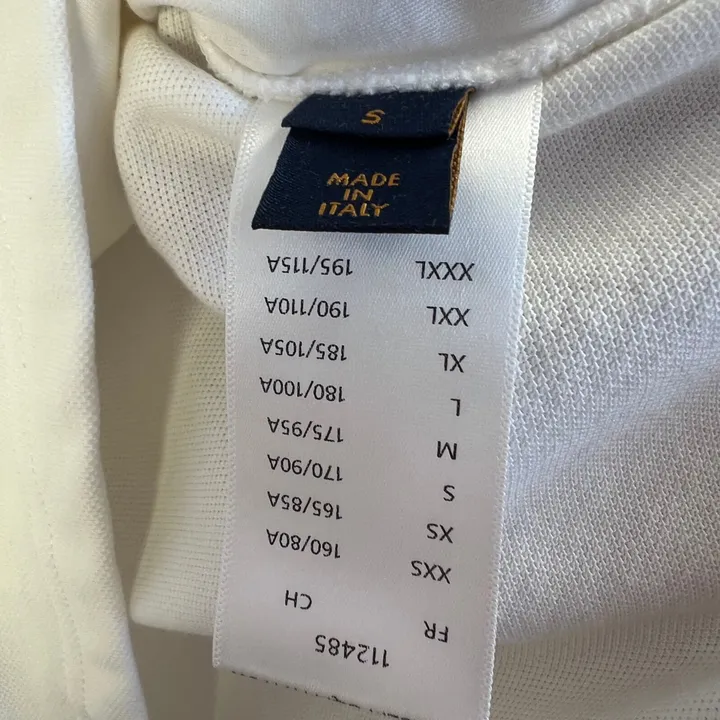 S
MADE
IN
ITALY
112485
FR CH
XXS 160/80A
XS 165/85A
S 170/90A
M 175/95A
L 180/100A
XL 185/105A
XXL 190/110A
XXXL 195/115A